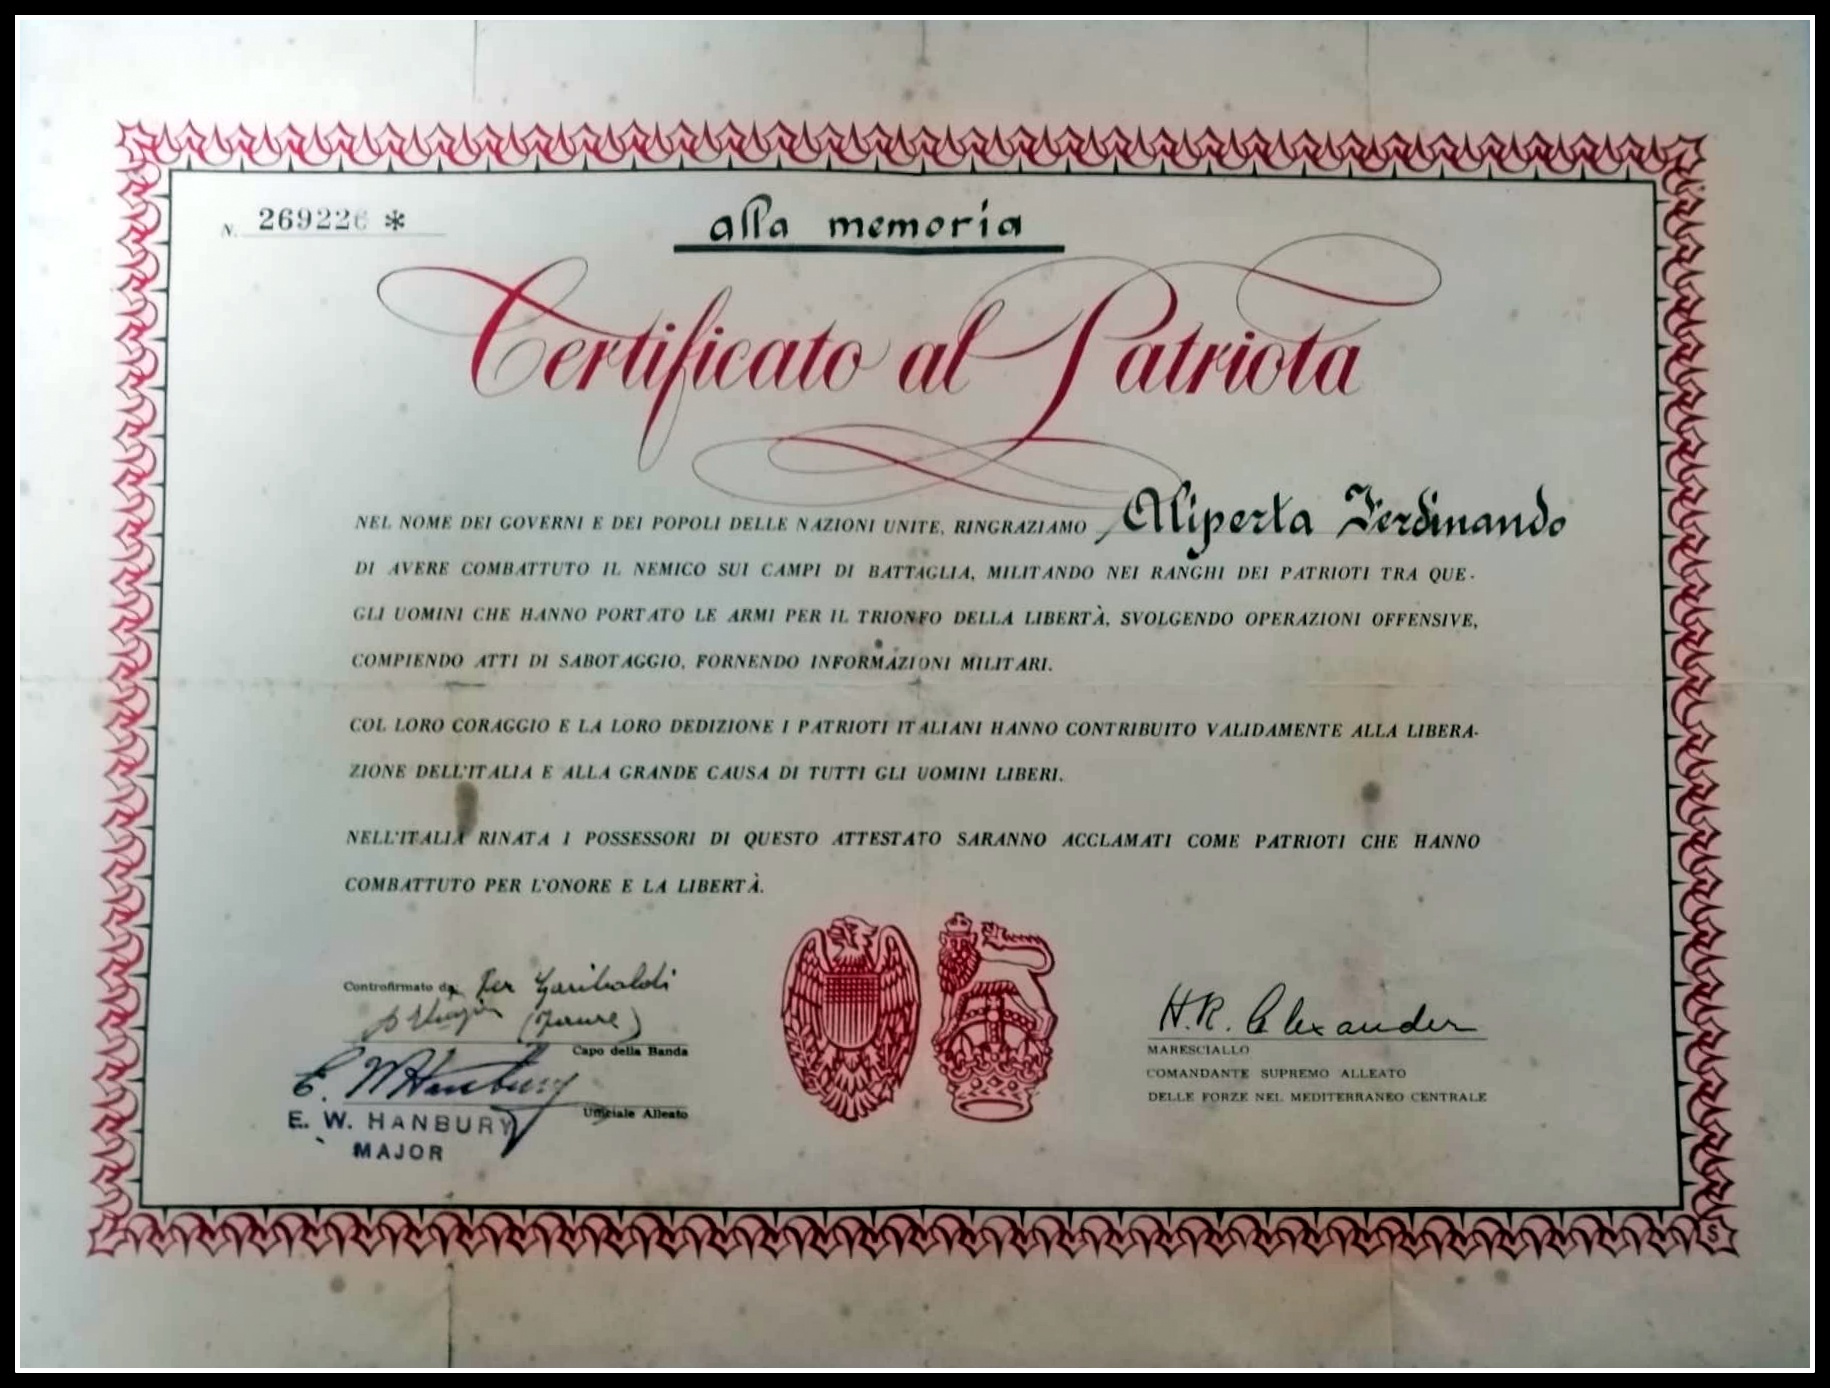 N. 269226 *
alla memoria
Certificato al Patriota
NEL NOME DEI GOVERNI E DEI POPOLI DELLE NAZIONI UNITE, RINGRAZIAMO Aliperta Ferdinando
DI AVERE COMBATTUTO IL NEMICO SUI CAMPI DI BATTAGLIA, MILITANDO NEI RANGHI DEI PATRIOTI TRA QUE-
GLI UOMINI CHE HANNO PORTATO LE ARMI PER IL TRIONFO DELLA LIBERTÀ, SVOLGENDO OPERAZIONI OFFENSIVE,
COMPIENDO ATTI DI SABOTAGGIO, FORNENDO INFORMAZIONI MILITARI.
COL LORO CORAGGIO E LA LORO DEDIZIONE I PATRIOTI ITALIANI HANNO CONTRIBUITO VALIDAMENTE ALLA LIBERA-
ZIONE DELL'ITALIA E ALLA GRANDE CAUSA DI TUTTI GLI UOMINI LIBERI.
NELL'ITALIA RINATA I POSSESSORI DI QUESTO ATTESTATO SARANNO ACCLAMATI COME PATRIOTI CHE HANNO
COMBATTUTO PER L'ONORE E LA LIBERTÀ.
Controfirmato da Per Garibaldi
Capo della Banda
E. W. Hanbury
Ufficiale Alleato
E. W. HANBURY
MAJOR
H.R. Alexander
MARESCIALLO
COMANDANTE SUPREMO ALLEATO
DELLE FORZE NEL MEDITERRANEO CENTRALE
S